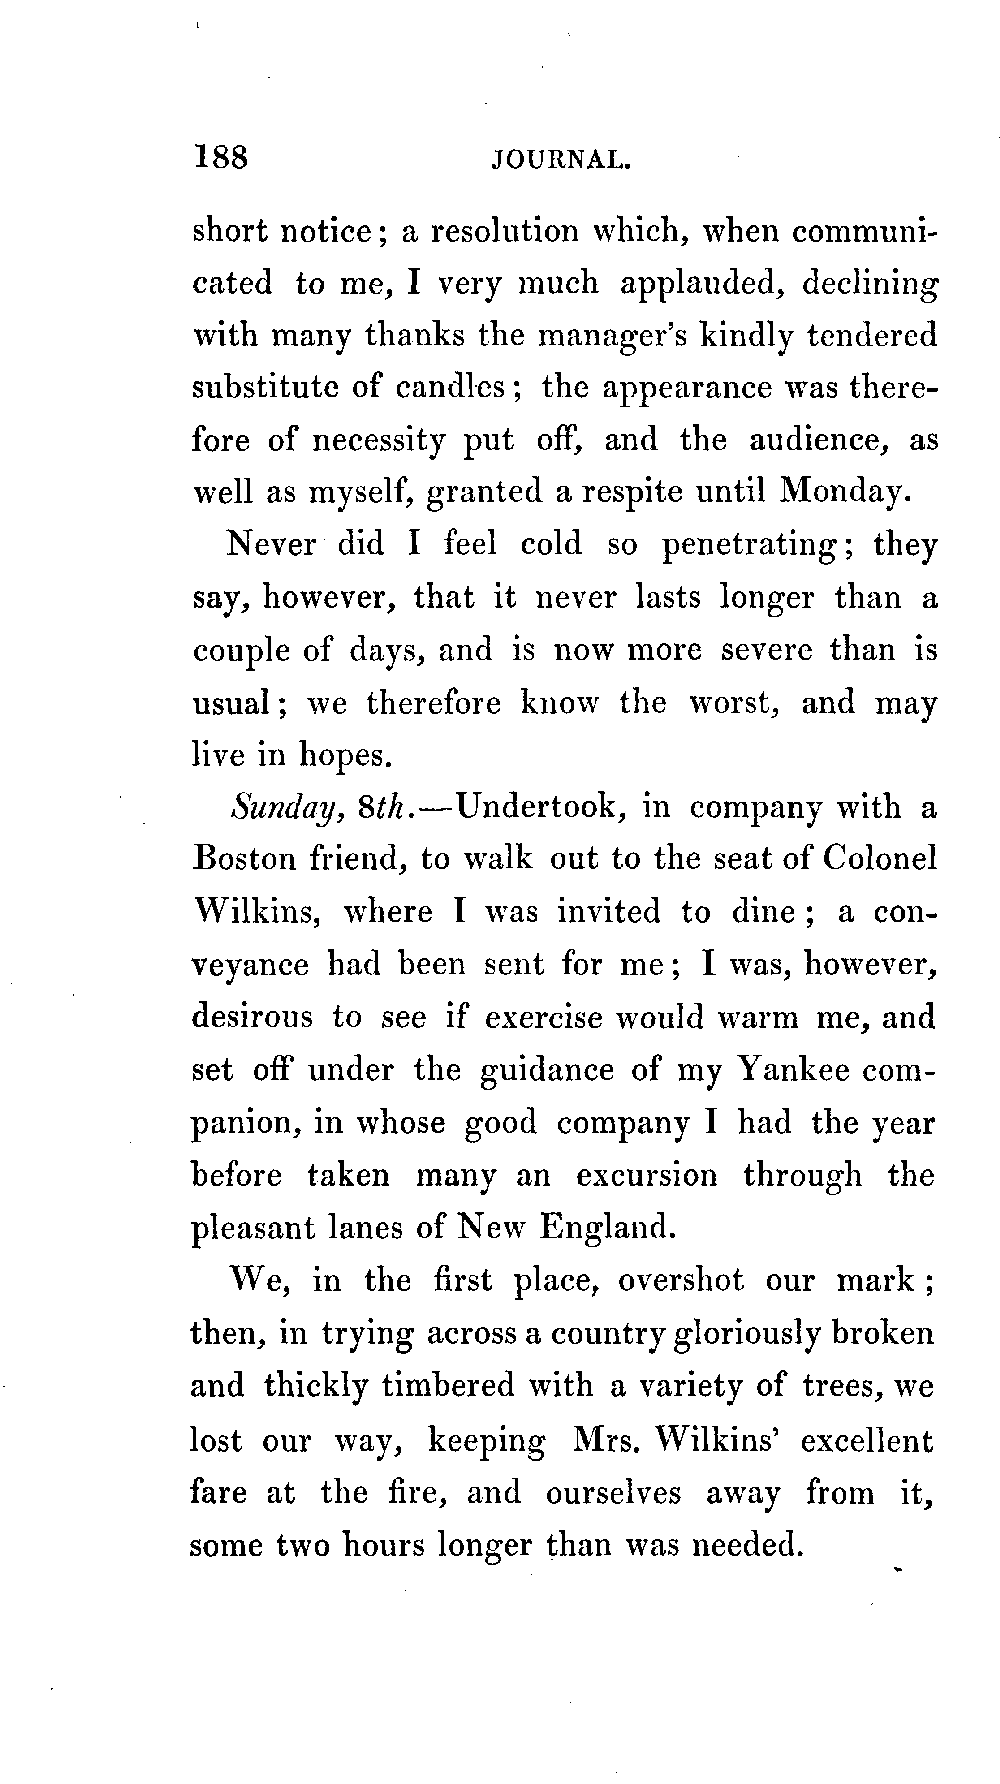 188 JOURNAL.
short notice; a resolution which, when communi-
cated to me, I very much applauded, declining
with many thanks the manager's kindly tendered
substitute of candles; the appearance was there-
fore of necessity put off, and the audience, as
well as myself, granted a respite until Monday.
Never did I feel cold so penetrating; they
say, however, that it never lasts longer than a
couple of days, and is now more severe than is
usual; we therefore know the worst, and may
live in hopes.
Sunday, 8th.—Undertook, in company with a
Boston friend, to walk out to the seat of Colonel
Wilkins, where I was invited to dine; a con-
veyance had been sent for me; I was, however,
desirous to see if exercise would warm me, and
set off under the guidance of my Yankee com-
panion, in whose good company I had the year
before taken many an excursion through the
pleasant lanes of New England.
We, in the first place, overshot our mark;
then, in trying across a country gloriously broken
and thickly timbered with a variety of trees, we
lost our way, keeping Mrs. Wilkins' excellent
fare at the fire, and ourselves away from it,
some two hours longer than was needed.